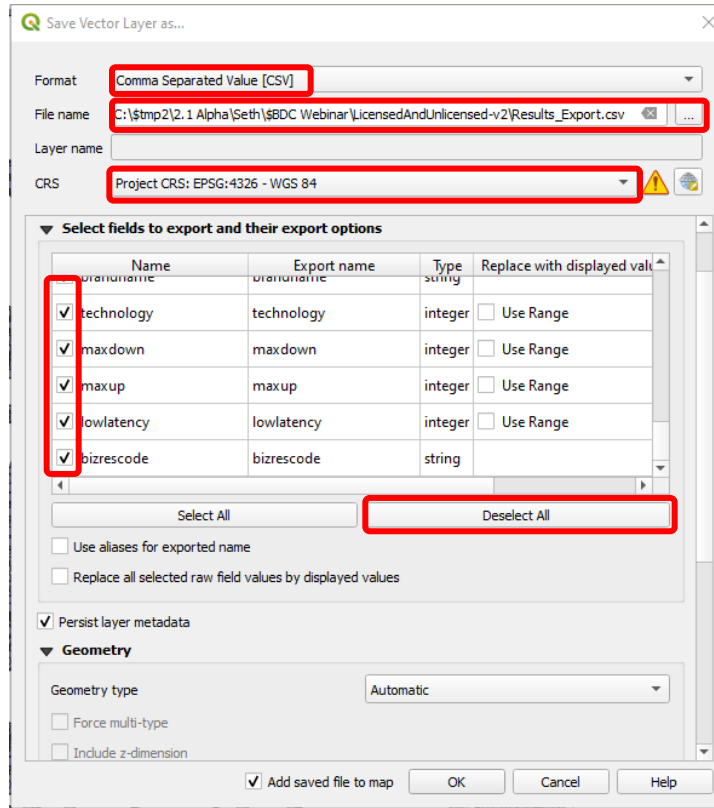 Save Vector Layer as...
Format Comma Separated Value [CSV]
File name C:\$tmp2\2.1 Alpha\Seth\$BDC Webinar\LicensedAndUnlicensed-v2\Results_Export.csv ...
Layer name
CRS Project CRS: EPSG:4326 - WGS 84
Select fields to export and their export options
Name Export name Type Replace with displayed valu
brandname brandname string
technology technology integer Use Range
maxdown maxdown integer Use Range
maxup maxup integer Use Range
lowlatency lowlatency integer Use Range
bizrescode bizrescode string
Select All Deselect All
Use aliases for exported name
Replace all selected raw field values by displayed values
Persist layer metadata
Geometry
Geometry type Automatic
Force multi-type
Include z-dimension
Add saved file to map OK Cancel Help